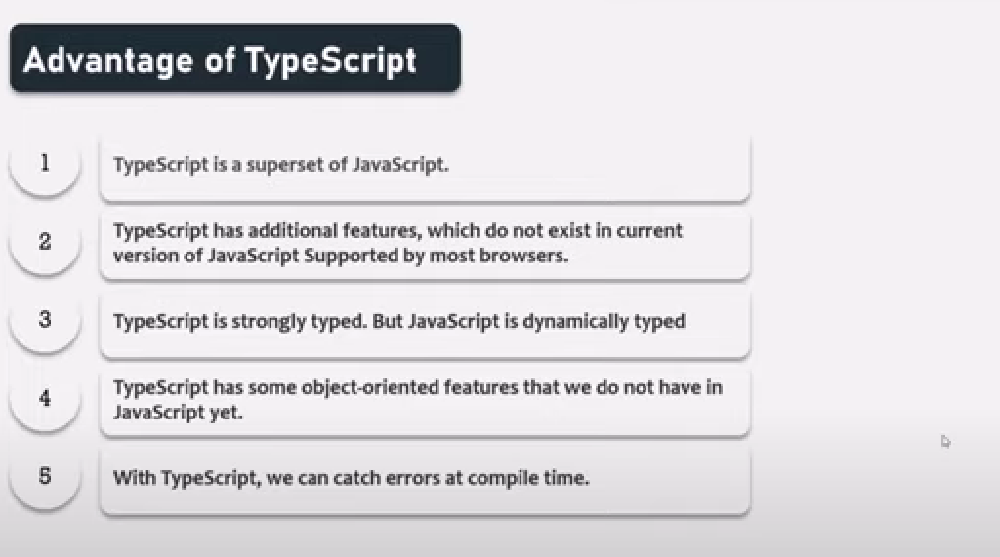 Advantage of TypeScript
1
TypeScript is a superset of JavaScript.
2
TypeScript has additional features, which do not exist in current
version of JavaScript Supported by most browsers.
3
TypeScript is strongly typed. But JavaScript is dynamically typed
4
TypeScript has some object-oriented features that we do not have in
JavaScript yet.
5
With TypeScript, we can catch errors at compile time.